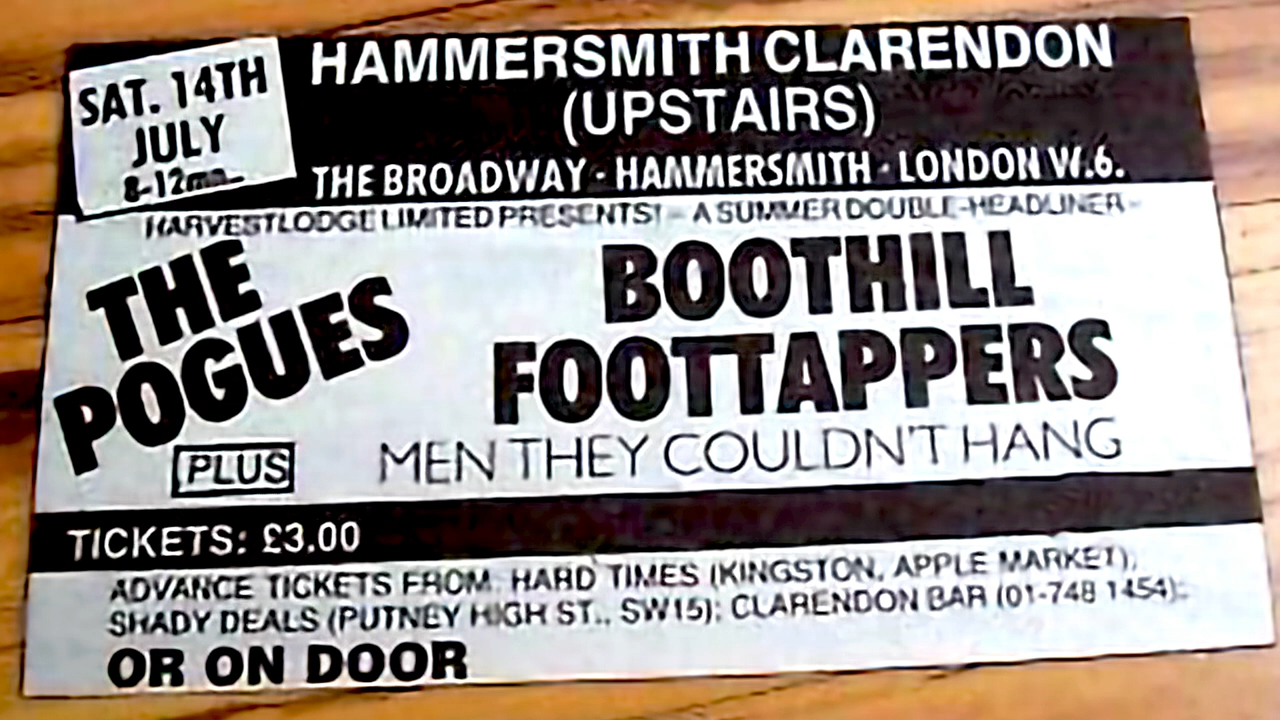 SAT. 14TH
JULY
8-12
HAMMERSMITH CLARENDON
(UPSTAIRS)
THE BROADWAY - HAMMERSMITH · LONDON W.6.
HARVESTLODGE LIMITED PRESENTS! - A SUMMER DOUBLE-HEADLINER -
THE
POGUES
BOOTHILL
FOOTTAPPERS
PLUS
MEN THEY COULDN'T HANG
TICKETS: £3.00
ADVANCE TICKETS FROM. HARD TIMES (KINGSTON, APPLE MARKET);
SHADY DEALS (PUTNEY HIGH ST., SW15); CLARENDON BAR (01-748 1454);
OR ON DOOR